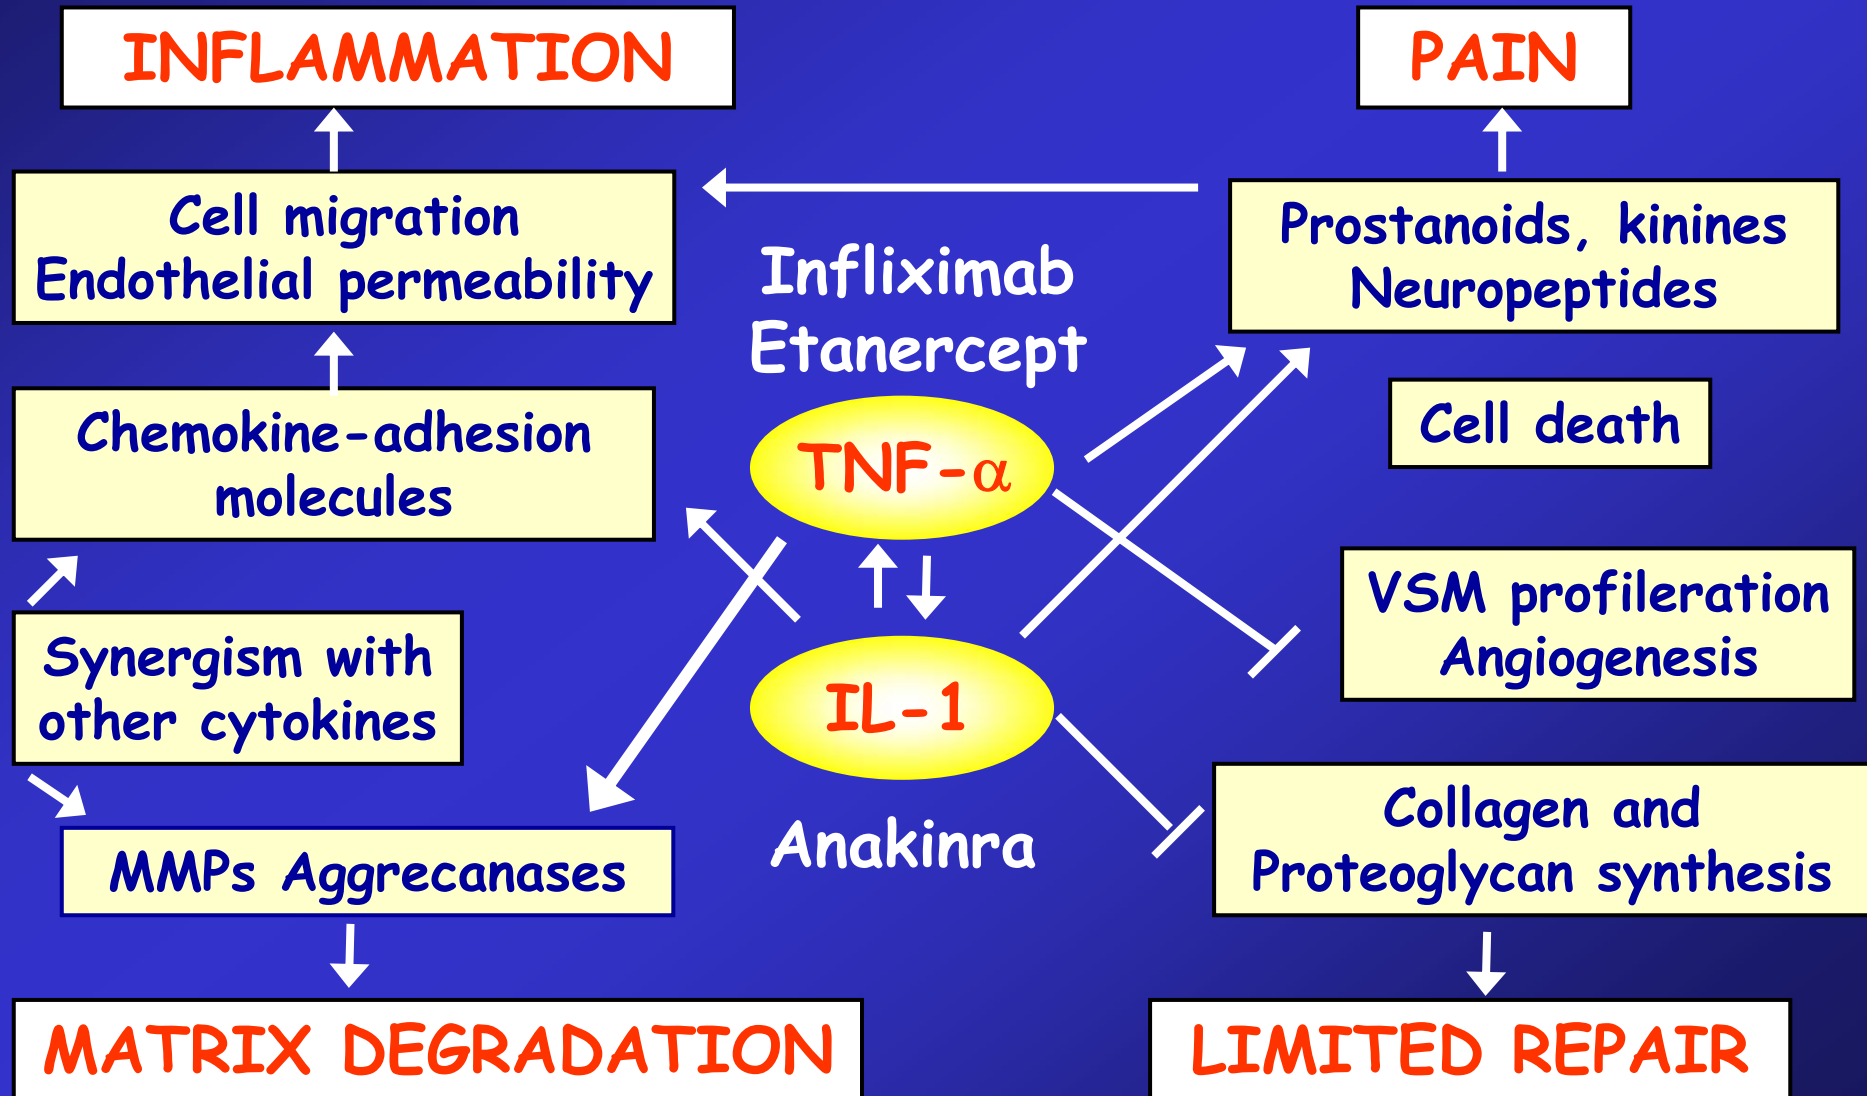 INFLAMMATION
PAIN
Cell migration
Endothelial permeability
Prostanoids, kinines
Neuropeptides
Infliximab
Etanercept
Chemokine-adhesion
molecules
TNF-α
Cell death
VSM profileration
Angiogenesis
Synergism with
other cytokines
IL-1
Collagen and
Proteoglycan synthesis
Anakinra
MMPs Aggrecanases
MATRIX DEGRADATION
LIMITED REPAIR